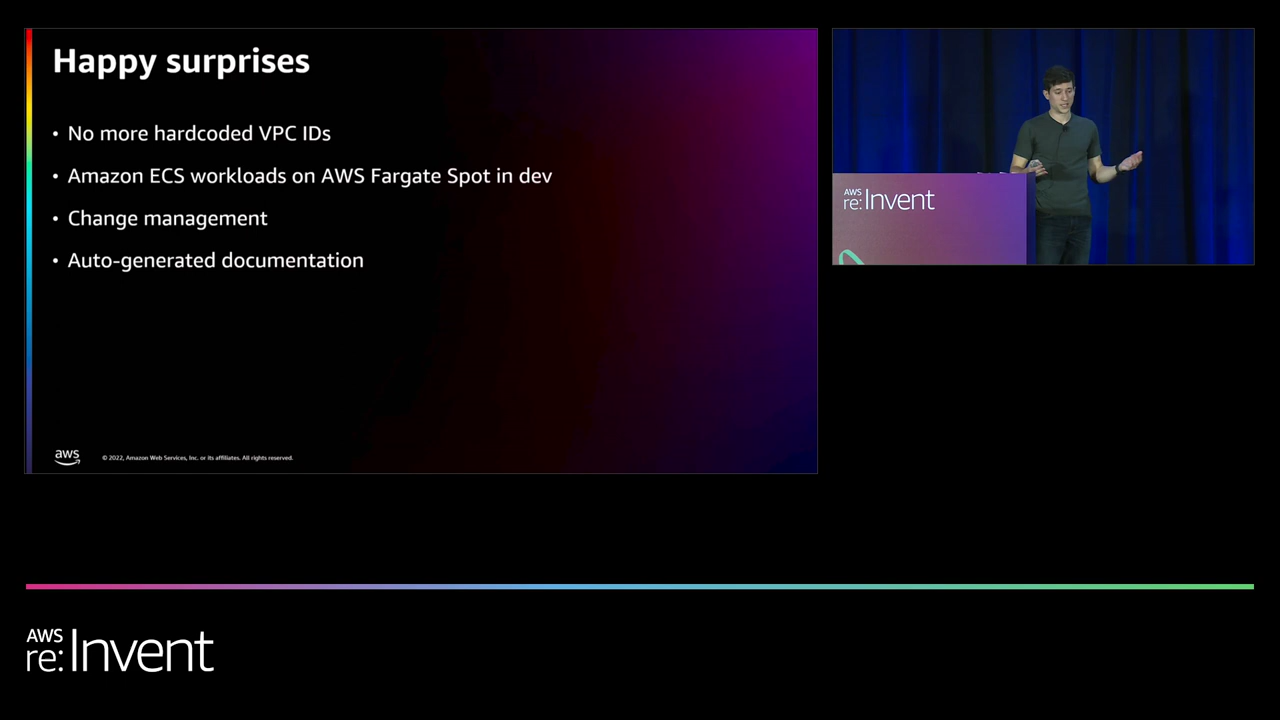 Happy surprises
• No more hardcoded VPC IDs
• Amazon ECS workloads on AWS Fargate Spot in dev
• Change management
• Auto-generated documentation
aws
© 2022, Amazon Web Services, Inc. or its affiliates. All rights reserved.
AWS
re:Invent
AWS
re:Invent